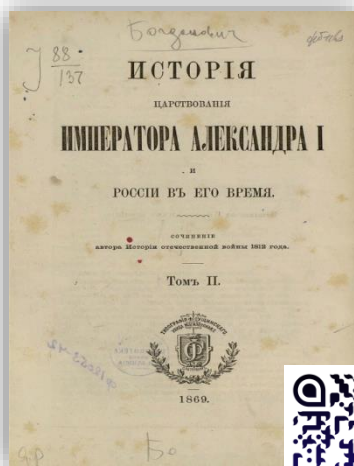 Богданович
88
137
ИСТОРІЯ
ЦАРСТВОВАНІЯ
ИМПЕРАТОРА АЛЕКСАНДРА I
И
РОССІИ ВЪ ЕГО ВРЕМЯ.
СОЧИНЕНІЕ
автора Исторіи отечественной войны 1812 года.
Томъ II.
1869.